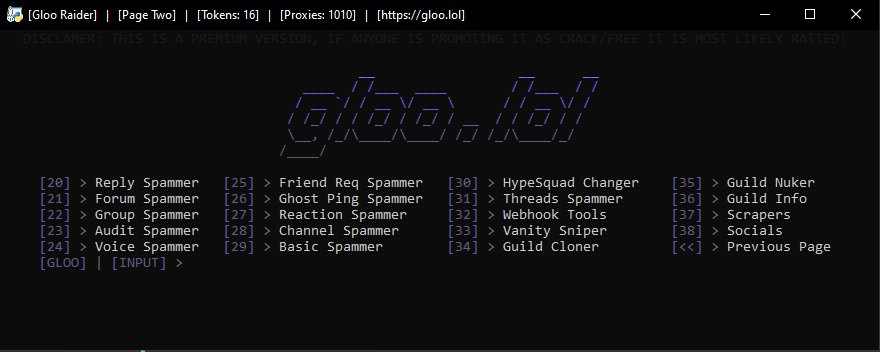 [Gloo Raider] | [Page Two] | [Tokens: 16] | [Proxies: 1010] | [https://gloo.lol]
DISCLAMER: THIS IS A PREMIUM VERSION, IF ANYONE IS PROMOTING IT AS CRACK/FREE IT IS MOST LIKELY RATTED!
gloo.lol
[20] > Reply Spammer [25] > Friend Req Spammer [30] > HypeSquad Changer [35] > Guild Nuker
[21] > Forum Spammer [26] > Ghost Ping Spammer [31] > Threads Spammer [36] > Guild Info
[22] > Group Spammer [27] > Reaction Spammer [32] > Webhook Tools [37] > Scrapers
[23] > Audit Spammer [28] > Channel Spammer [33] > Vanity Sniper [38] > Socials
[24] > Voice Spammer [29] > Basic Spammer [34] > Guild Cloner [<<] > Previous Page
[GLOO] | [INPUT] >